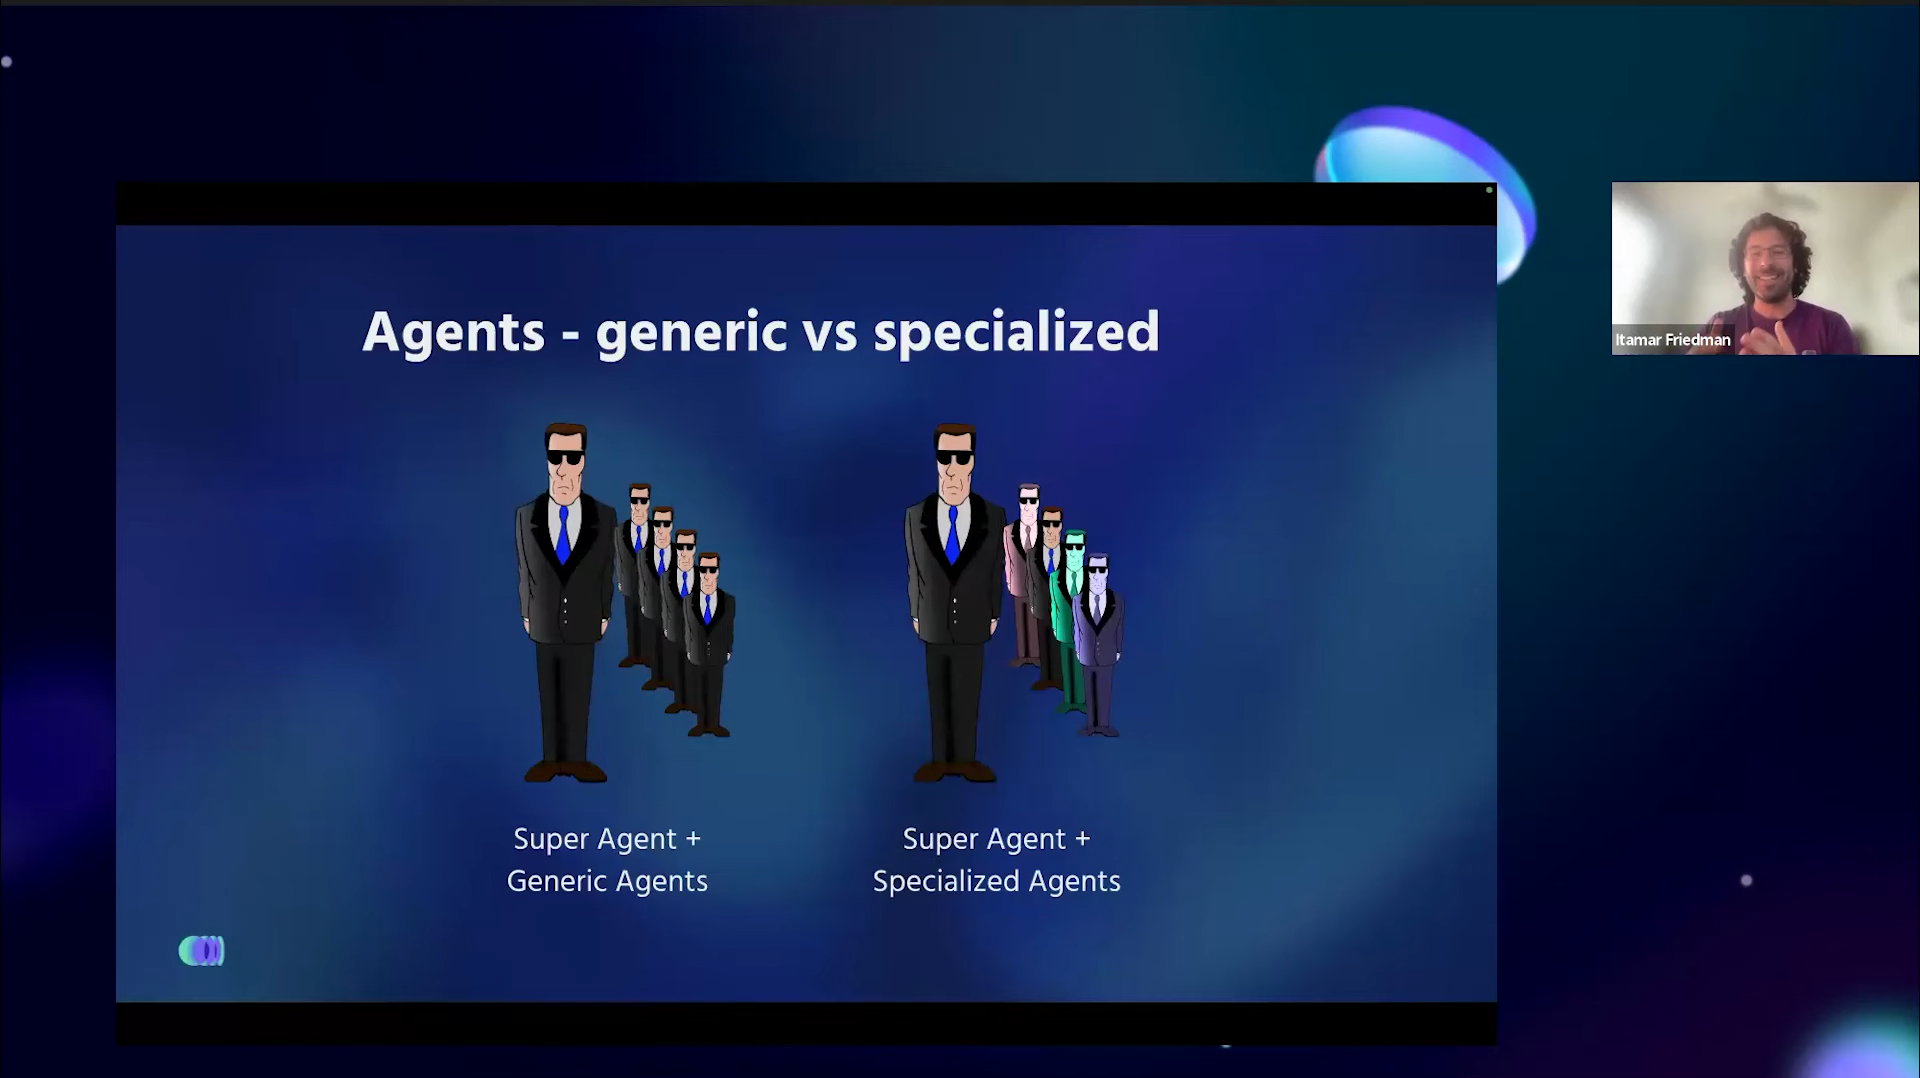 Agents - generic vs specialized
Itamar Friedman
Super Agent +
Generic Agents
Super Agent +
Specialized Agents